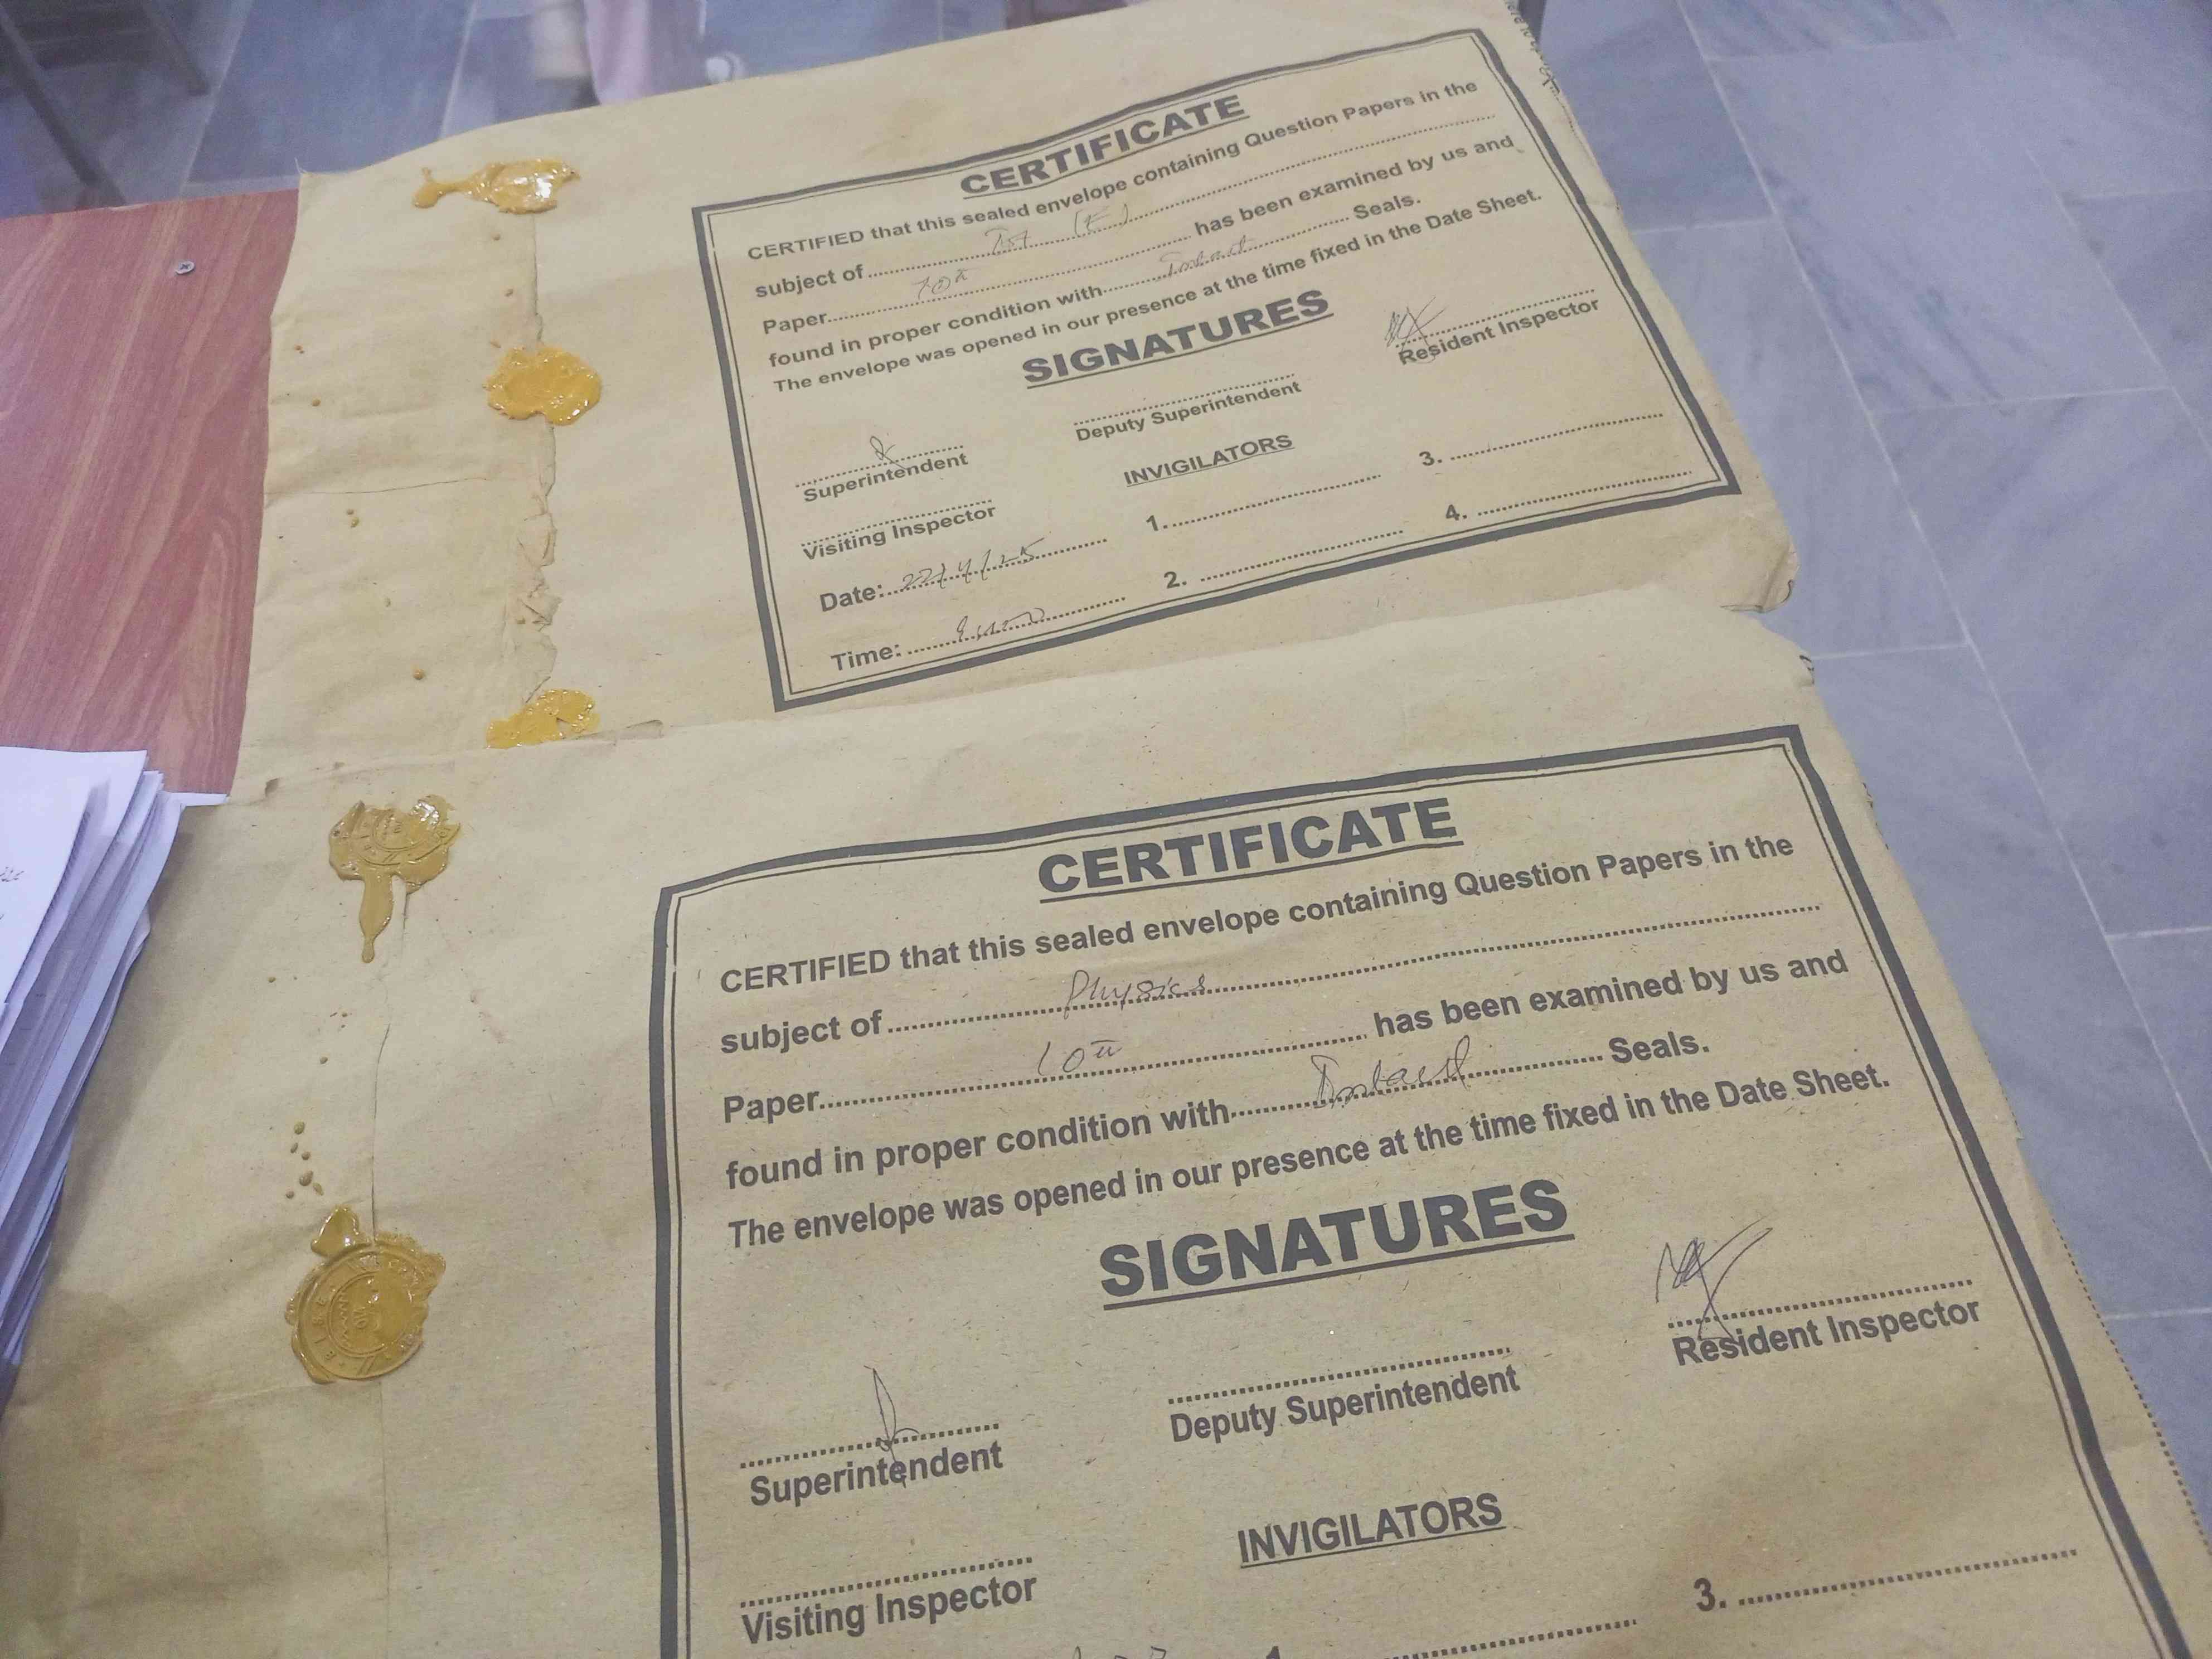 CERTIFICATE
CERTIFIED that this sealed envelope containing Question Papers in the
subject of..........(E)..........
Paper..........10th..........has been examined by us and
found in proper condition with..........Intact..........Seals.
The envelope was opened in our presence at the time fixed in the Date Sheet.
SIGNATURES
Resident Inspector
Deputy Superintendent
Superintendent
INVIGILATORS
Visiting Inspector
1.
3.
Date: 22/4/25
2.
4.
Time:
CERTIFICATE
CERTIFIED that this sealed envelope containing Question Papers in the
subject of..........Physics..........
Paper..........10th..........has been examined by us and
found in proper condition with..........Intact..........Seals.
The envelope was opened in our presence at the time fixed in the Date Sheet.
SIGNATURES
Resident Inspector
Deputy Superintendent
Superintendent
INVIGILATORS
Visiting Inspector
3.